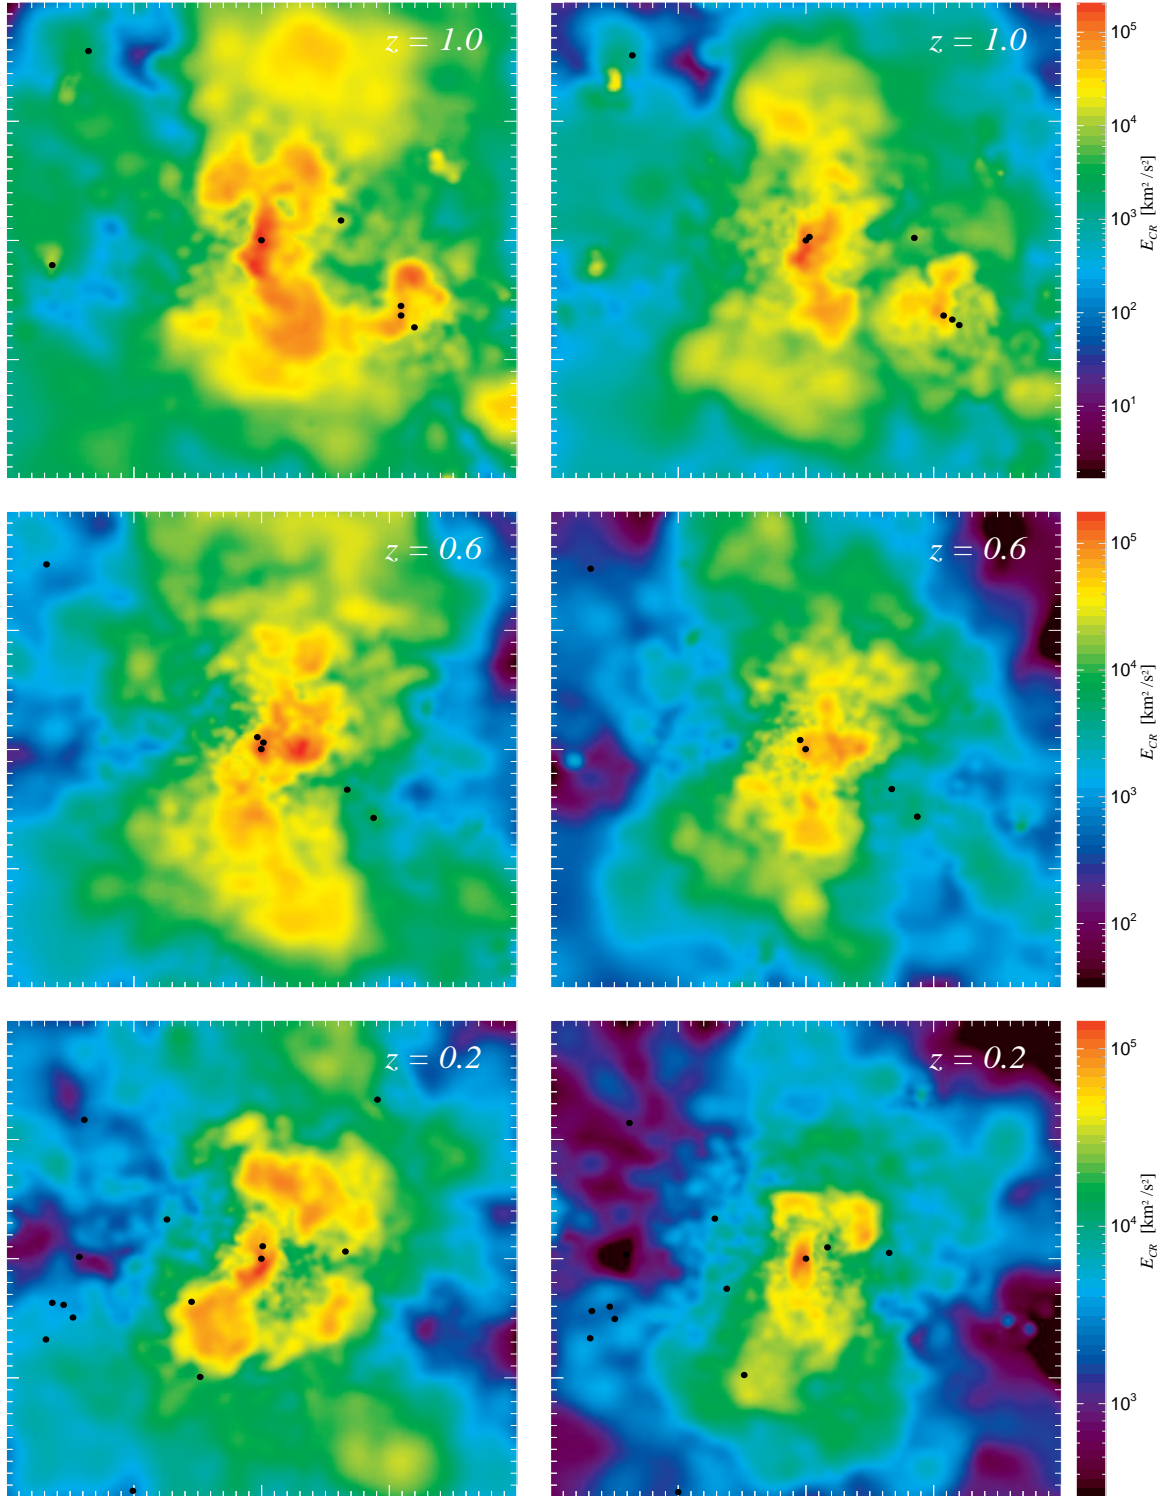 z = 1.0
z = 1.0
10⁵
10⁴
10³
10²
10¹
E_CR [km²/s²]
z = 0.6
z = 0.6
10⁵
10⁴
10³
10²
E_CR [km²/s²]
z = 0.2
z = 0.2
10⁵
10⁴
10³
E_CR [km²/s²]